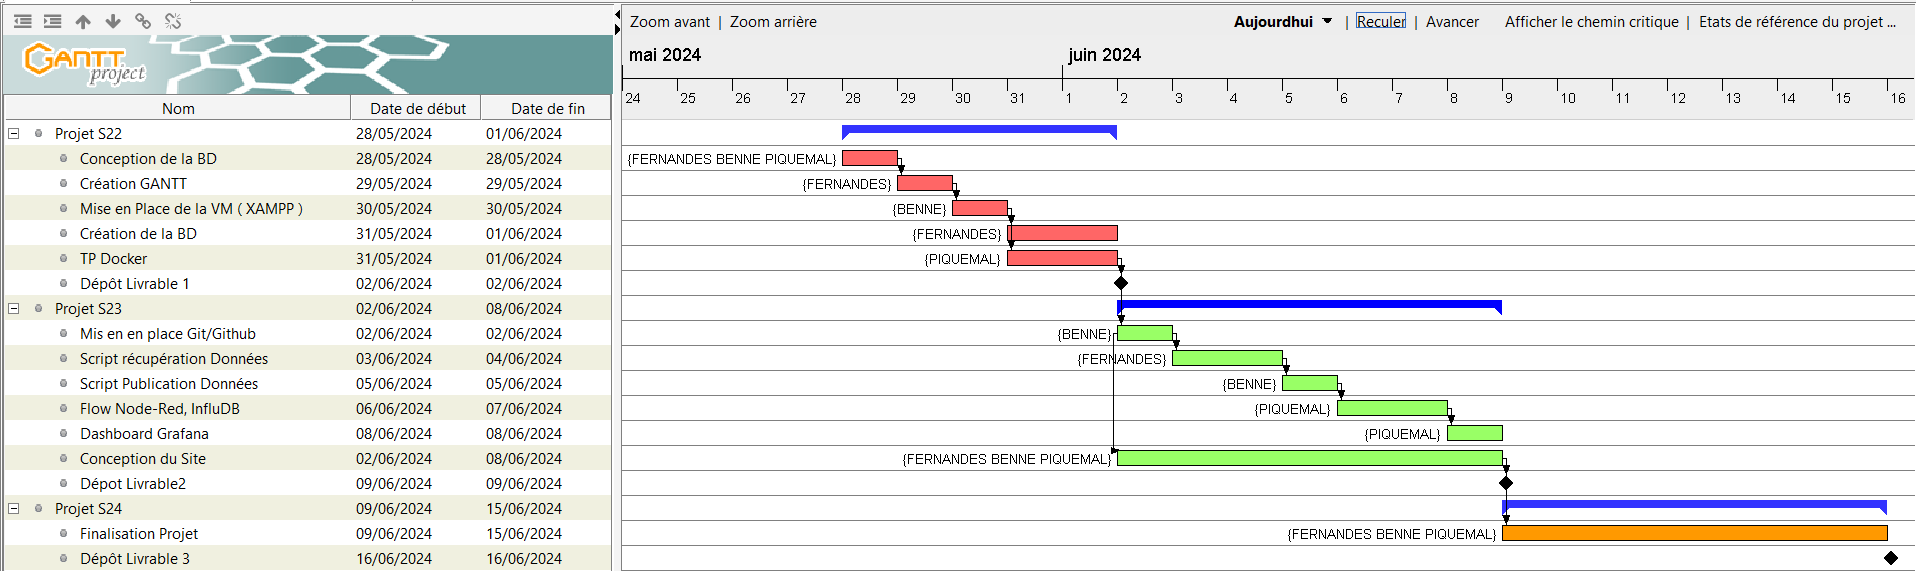 Zoom avant | Zoom arrière Aujourdhui | Reculer | Avancer Afficher le chemin critique | Etats de référence du projet ...
GANTT project
mai 2024 juin 2024
24 25 26 27 28 29 30 31 1 2 3 4 5 6 7 8 9 10 11 12 13 14 15 16
Nom Date de début Date de fin
Projet S22 28/05/2024 01/06/2024
Conception de la BD 28/05/2024 28/05/2024 {FERNANDES BENNE PIQUEMAL}
Création GANTT 29/05/2024 29/05/2024 {FERNANDES}
Mise en Place de la VM ( XAMPP ) 30/05/2024 30/05/2024 {BENNE}
Création de la BD 31/05/2024 01/06/2024 {FERNANDES}
TP Docker 31/05/2024 01/06/2024 {PIQUEMAL}
Dépôt Livrable 1 02/06/2024 02/06/2024
Projet S23 02/06/2024 08/06/2024
Mis en en place Git/Github 02/06/2024 02/06/2024 {BENNE}
Script récupération Données 03/06/2024 04/06/2024 {FERNANDES}
Script Publication Données 05/06/2024 05/06/2024 {BENNE}
Flow Node-Red, InfluDB 06/06/2024 07/06/2024 {PIQUEMAL}
Dashboard Grafana 08/06/2024 08/06/2024 {PIQUEMAL}
Conception du Site 02/06/2024 08/06/2024 {FERNANDES BENNE PIQUEMAL}
Dépot Livrable2 09/06/2024 09/06/2024
Projet S24 09/06/2024 15/06/2024
Finalisation Projet 09/06/2024 15/06/2024 {FERNANDES BENNE PIQUEMAL}
Dépôt Livrable 3 16/06/2024 16/06/2024